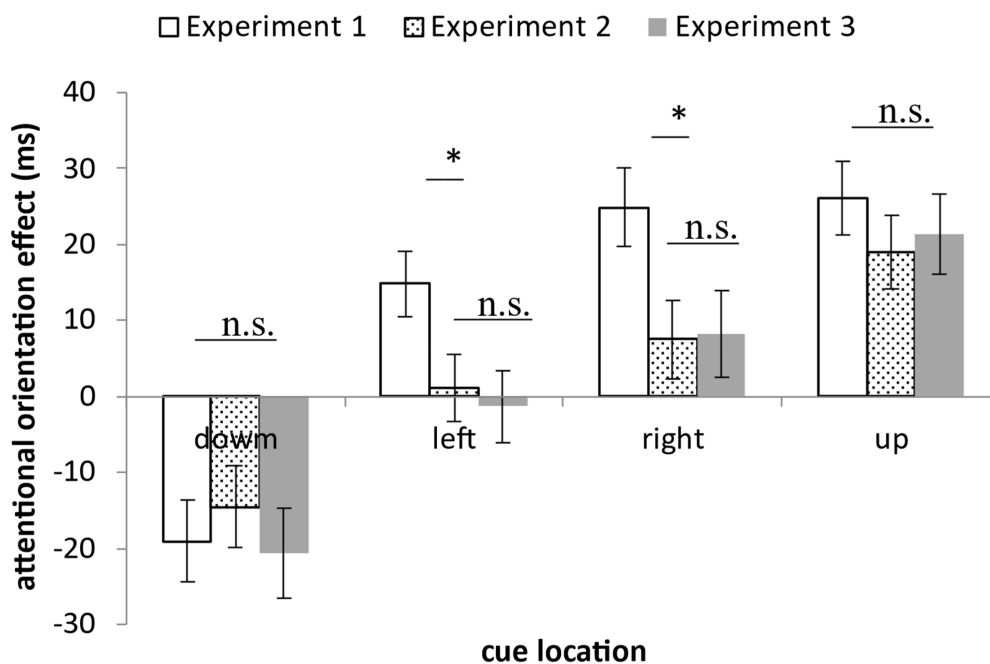 Experiment 1 Experiment 2 Experiment 3
attentional orientation effect (ms)
40
30
20
10
0
-10
-20
-30
n.s.
*
n.s.
*
n.s.
n.s.
dowm left right up
cue location